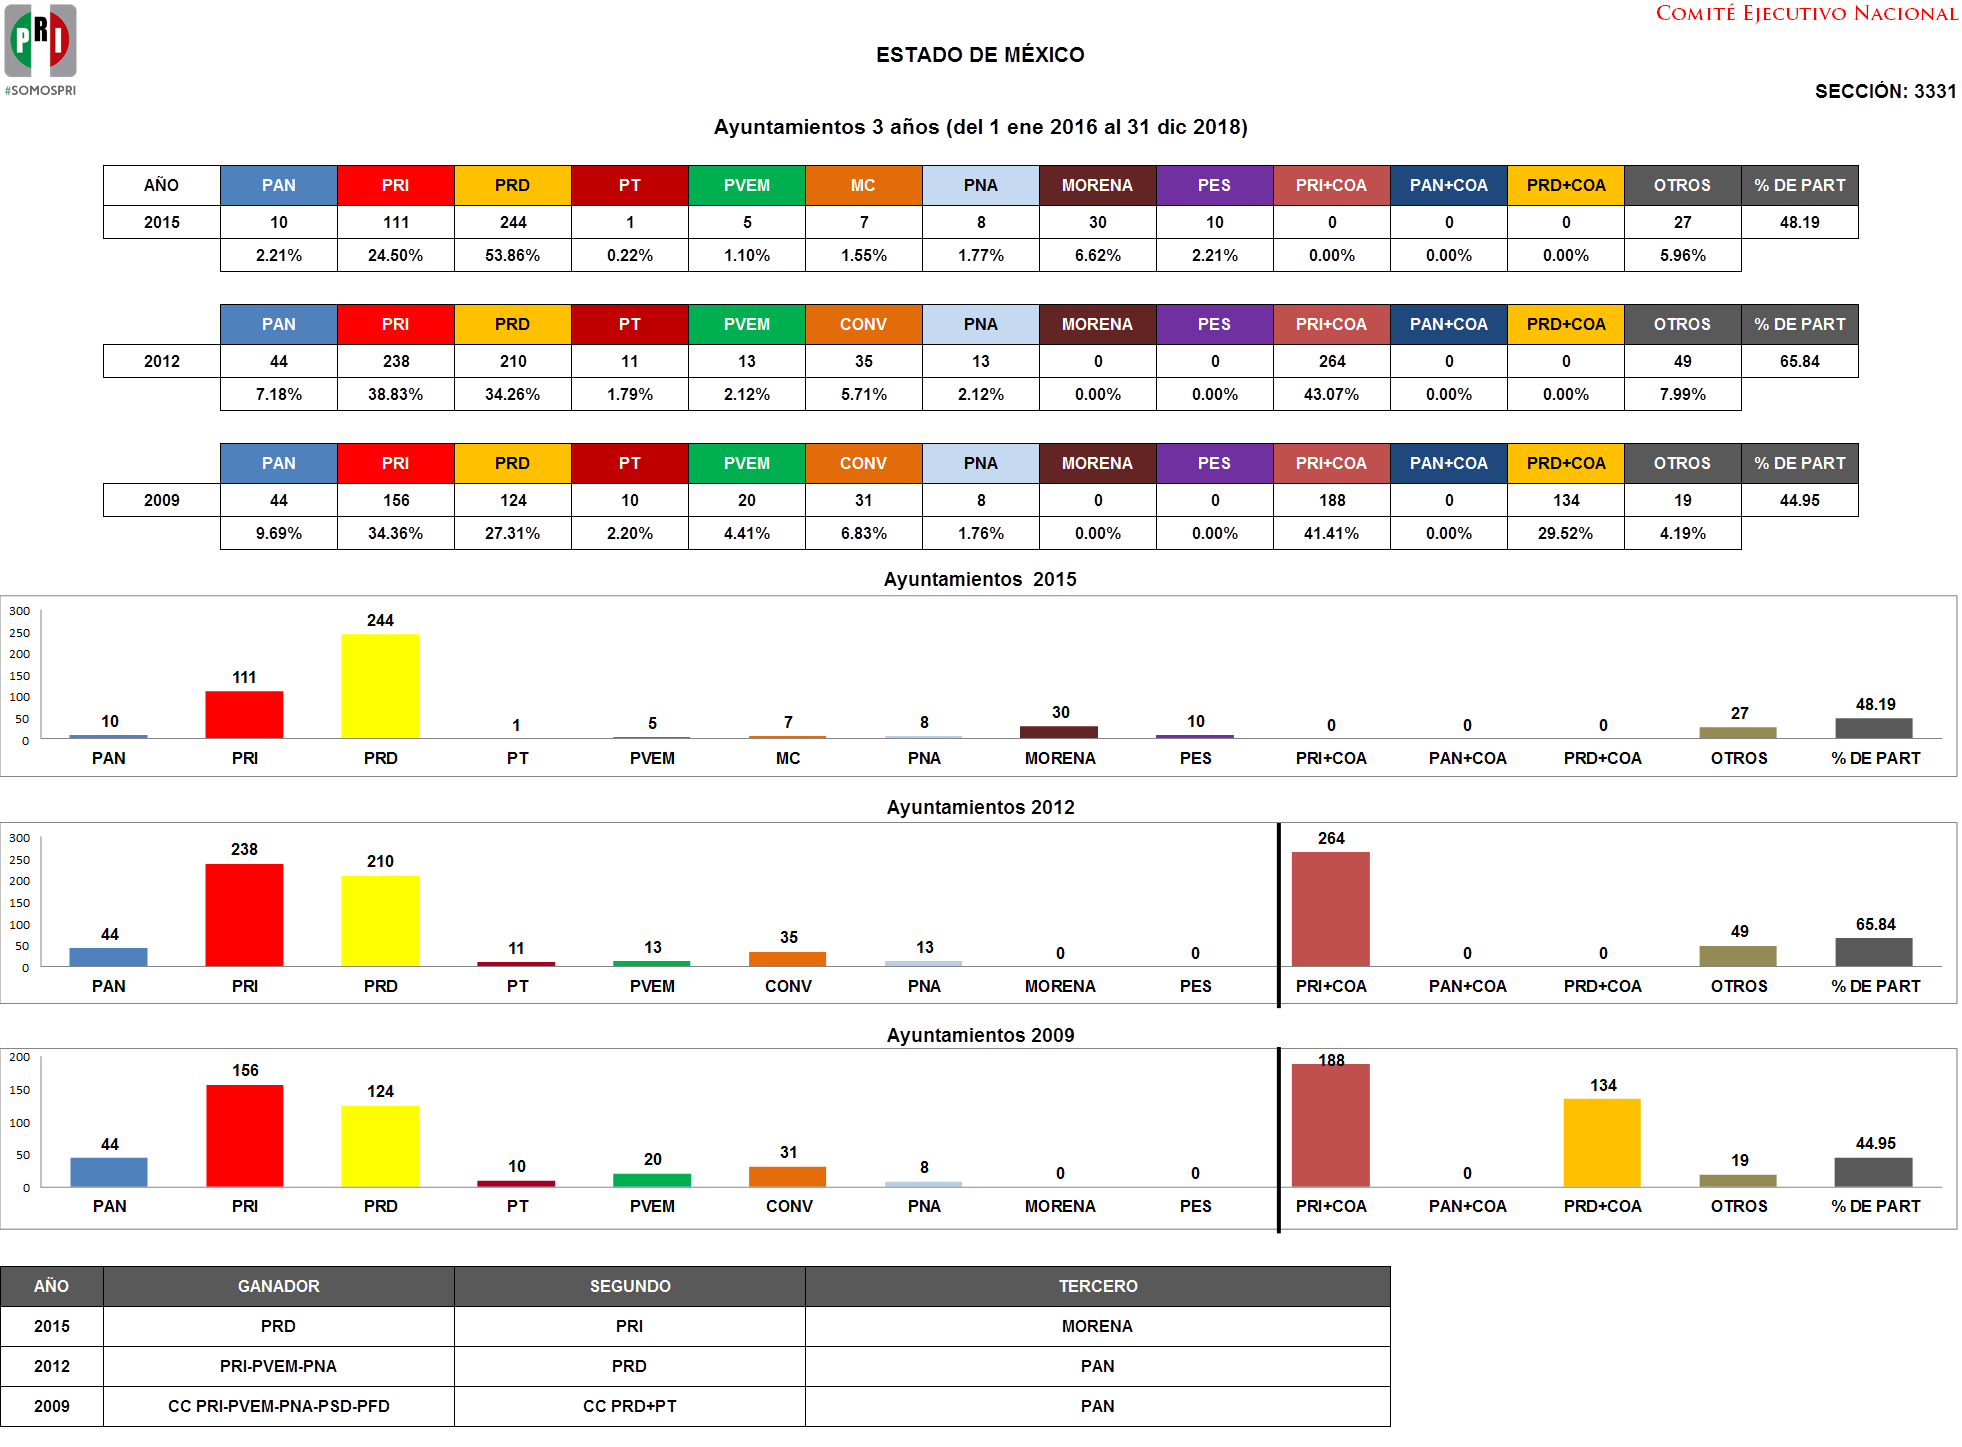 PRI
#SOMOSPRI
COMITÉ EJECUTIVO NACIONAL
ESTADO DE MÉXICO
SECCIÓN: 3331
Ayuntamientos 3 años (del 1 ene 2016 al 31 dic 2018)
AÑO PAN PRI PRD PT PVEM MC PNA MORENA PES PRI+COA PAN+COA PRD+COA OTROS % DE PART
2015 10 111 244 1 5 7 8 30 10 0 0 0 27 48.19
2.21% 24.50% 53.86% 0.22% 1.10% 1.55% 1.77% 6.62% 2.21% 0.00% 0.00% 0.00% 5.96%
PAN PRI PRD PT PVEM CONV PNA MORENA PES PRI+COA PAN+COA PRD+COA OTROS % DE PART
2012 44 238 210 11 13 35 13 0 0 264 0 0 49 65.84
7.18% 38.83% 34.26% 1.79% 2.12% 5.71% 2.12% 0.00% 0.00% 43.07% 0.00% 0.00% 7.99%
PAN PRI PRD PT PVEM CONV PNA MORENA PES PRI+COA PAN+COA PRD+COA OTROS % DE PART
2009 44 156 124 10 20 31 8 0 0 188 0 134 19 44.95
9.69% 34.36% 27.31% 2.20% 4.41% 6.83% 1.76% 0.00% 0.00% 41.41% 0.00% 29.52% 4.19%
Ayuntamientos 2015
300
250
200
150
100
50
0
10 111 244 1 5 7 8 30 10 0 0 0 27 48.19
PAN PRI PRD PT PVEM MC PNA MORENA PES PRI+COA PAN+COA PRD+COA OTROS % DE PART
Ayuntamientos 2012
300
250
200
150
100
50
0
44 238 210 11 13 35 13 0 0 264 0 0 49 65.84
PAN PRI PRD PT PVEM CONV PNA MORENA PES PRI+COA PAN+COA PRD+COA OTROS % DE PART
Ayuntamientos 2009
200
150
100
50
0
44 156 124 10 20 31 8 0 0 188 0 134 19 44.95
PAN PRI PRD PT PVEM CONV PNA MORENA PES PRI+COA PAN+COA PRD+COA OTROS % DE PART
AÑO GANADOR SEGUNDO TERCERO
2015 PRD PRI MORENA
2012 PRI-PVEM-PNA PRD PAN
2009 CC PRI-PVEM-PNA-PSD-PFD CC PRD+PT PAN